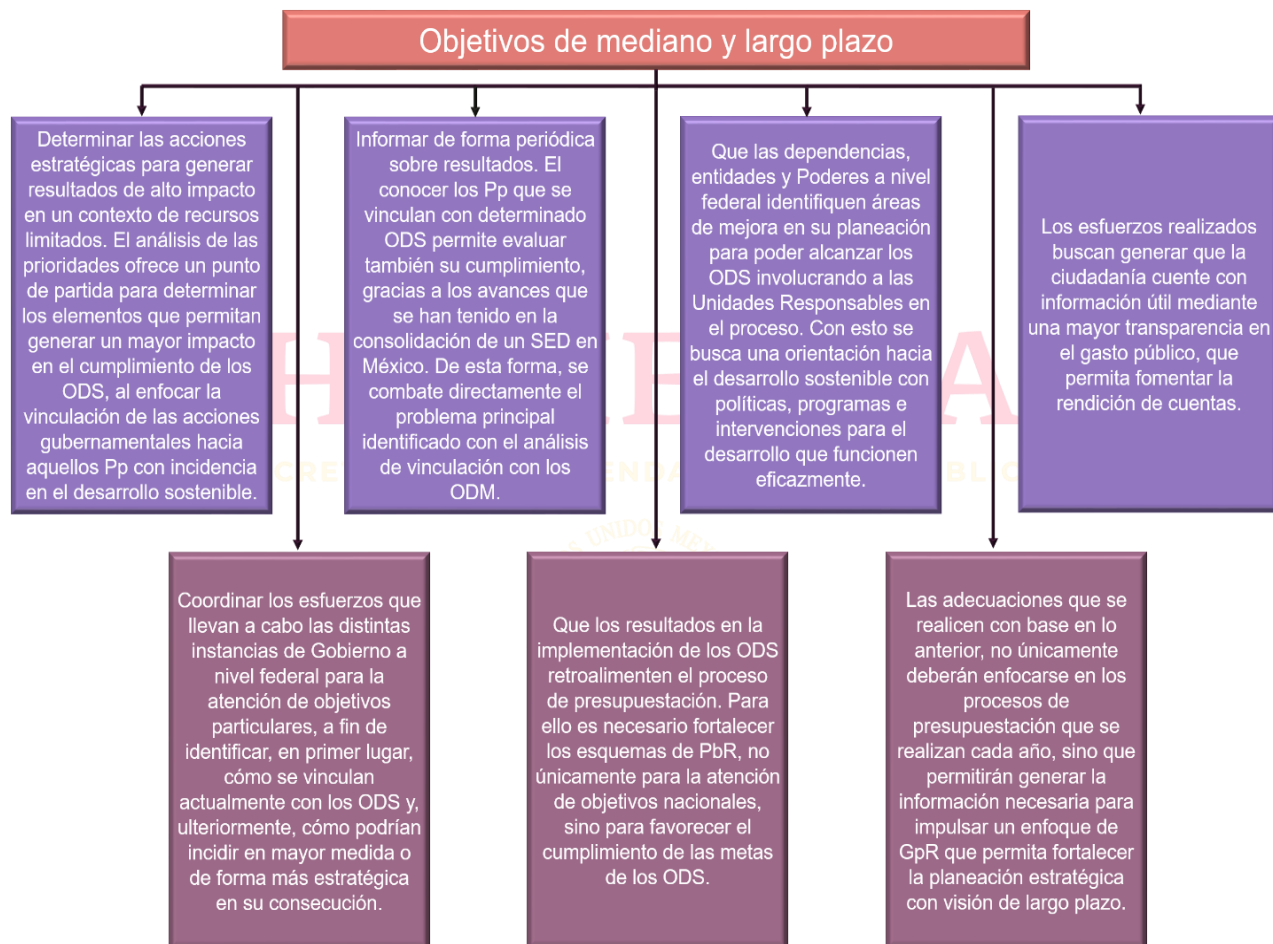 Objetivos de mediano y largo plazo
Determinar las acciones
estratégicas para generar
resultados de alto impacto
en un contexto de recursos
limitados. El análisis de las
prioridades ofrece un punto
de partida para determinar
los elementos que permitan
generar un mayor impacto
en el cumplimiento de los
ODS, al enfocar la
vinculación de las acciones
gubernamentales hacia
aquellos Pp con incidencia
en el desarrollo sostenible.
Informar de forma periódica
sobre resultados. El
conocer los Pp que se
vinculan con determinado
ODS permite evaluar
también su cumplimiento,
gracias a los avances que
se han tenido en la
consolidación de un SED en
México. De esta forma, se
combate directamente el
problema principal
identificado con el análisis
de vinculación con los
ODM.
Que las dependencias,
entidades y Poderes a nivel
federal identifiquen áreas
de mejora en su planeación
para poder alcanzar los
ODS involucrando a las
Unidades Responsables en
el proceso. Con esto se
busca una orientación hacia
el desarrollo sostenible con
políticas, programas e
intervenciones para el
desarrollo que funcionen
eficazmente.
Los esfuerzos realizados
buscan generar que la
ciudadanía cuente con
información útil mediante
una mayor transparencia en
el gasto público, que
permita fomentar la
rendición de cuentas.
Coordinar los esfuerzos que
llevan a cabo las distintas
instancias de Gobierno a
nivel federal para la
atención de objetivos
particulares, a fin de
identificar, en primer lugar,
cómo se vinculan
actualmente con los ODS y,
ulteriormente, cómo podrían
incidir en mayor medida o
de forma más estratégica
en su consecución.
Que los resultados en la
implementación de los ODS
retroalimenten el proceso
de presupuestación. Para
ello es necesario fortalecer
los esquemas de PbR, no
únicamente para la atención
de objetivos nacionales,
sino para favorecer el
cumplimiento de las metas
de los ODS.
Las adecuaciones que se
realicen con base en lo
anterior, no únicamente
deberán enfocarse en los
procesos de
presupuestación que se
realizan cada año, sino que
permitirán generar la
información necesaria para
impulsar un enfoque de
GpR que permita fortalecer
la planeación estratégica
con visión de largo plazo.